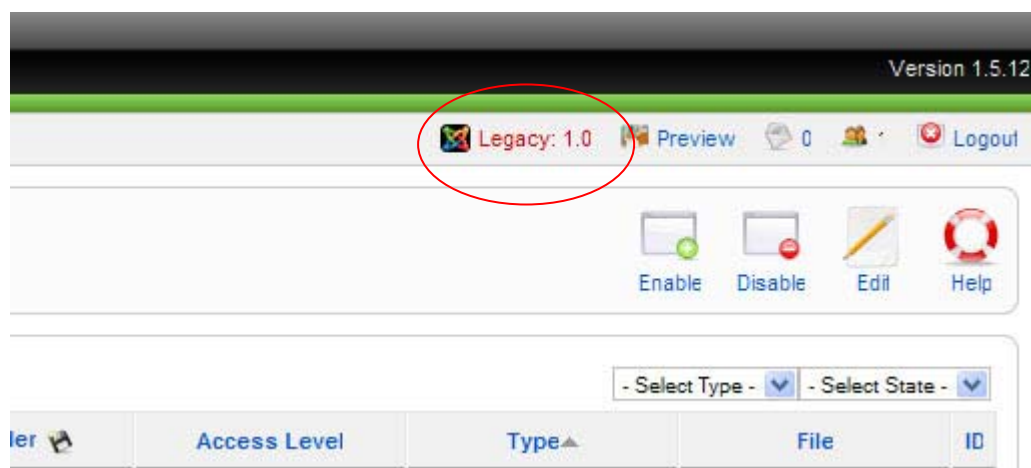 Version 1.5.12
Legacy: 1.0 Preview 0 Logout
Enable Disable Edit Help
- Select Type - - Select State -
der Access Level Type File ID